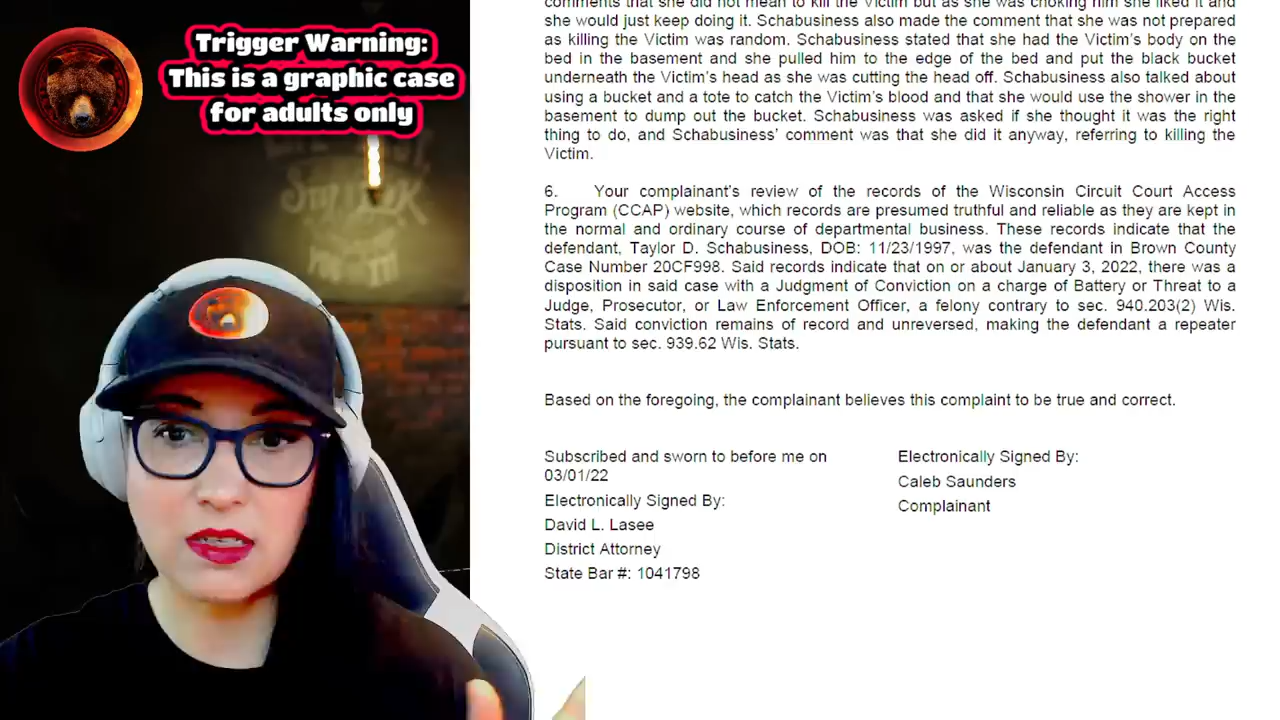 Trigger Warning:
This is a graphic case
for adults only
comments that she did not mean to kill the Victim but as she was choking him she liked it and
she would just keep doing it. Schabusiness also made the comment that she was not prepared
as killing the Victim was random. Schabusiness stated that she had the Victim's body on the
bed in the basement and she pulled him to the edge of the bed and put the black bucket
underneath the Victim's head as she was cutting the head off. Schabusiness also talked about
using a bucket and a tote to catch the Victim's blood and that she would use the shower in the
basement to dump out the bucket. Schabusiness was asked if she thought it was the right
thing to do, and Schabusiness' comment was that she did it anyway, referring to killing the
Victim.
6. Your complainant's review of the records of the Wisconsin Circuit Court Access
Program (CCAP) website, which records are presumed truthful and reliable as they are kept in
the normal and ordinary course of departmental business. These records indicate that the
defendant, Taylor D. Schabusiness, DOB: 11/23/1997, was the defendant in Brown County
Case Number 20CF998. Said records indicate that on or about January 3, 2022, there was a
disposition in said case with a Judgment of Conviction on a charge of Battery or Threat to a
Judge, Prosecutor, or Law Enforcement Officer, a felony contrary to sec. 940.203(2) Wis.
Stats. Said conviction remains of record and unreversed, making the defendant a repeater
pursuant to sec. 939.62 Wis. Stats.
Based on the foregoing, the complainant believes this complaint to be true and correct.
Subscribed and sworn to before me on
03/01/22
Electronically Signed By:
David L. Lasee
District Attorney
State Bar #: 1041798
Electronically Signed By:
Caleb Saunders
Complainant